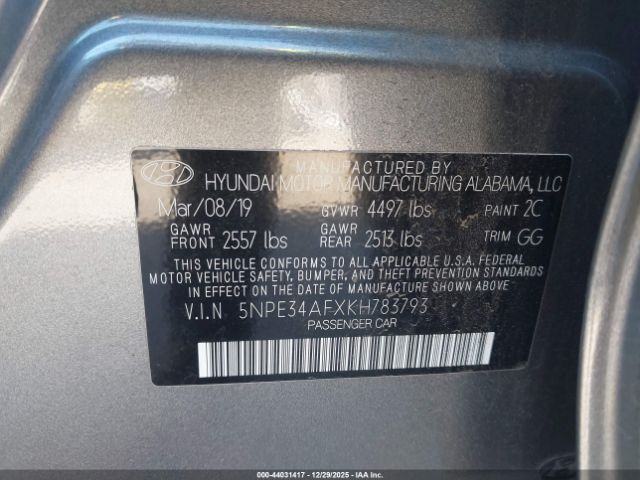 MANUFACTURED BY
HYUNDAI MOTOR MANUFACTURING ALABAMA, LLC
Mar/08/19 GVWR 4497 lbs PAINT 2C
GAWR FRONT 2557 lbs GAWR REAR 2513 lbs TRIM GG
THIS VEHICLE CONFORMS TO ALL APPLICABLE U.S.A. FEDERAL
MOTOR VEHICLE SAFETY, BUMPER, AND THEFT PREVENTION STANDARDS
IN EFFECT ON THE DATE OF MANUFACTURE SHOWN ABOVE.
V.I.N 5NPE34AFXKH783793
PASSENGER CAR
000-44031417 12/29/2025 IAAI.CA